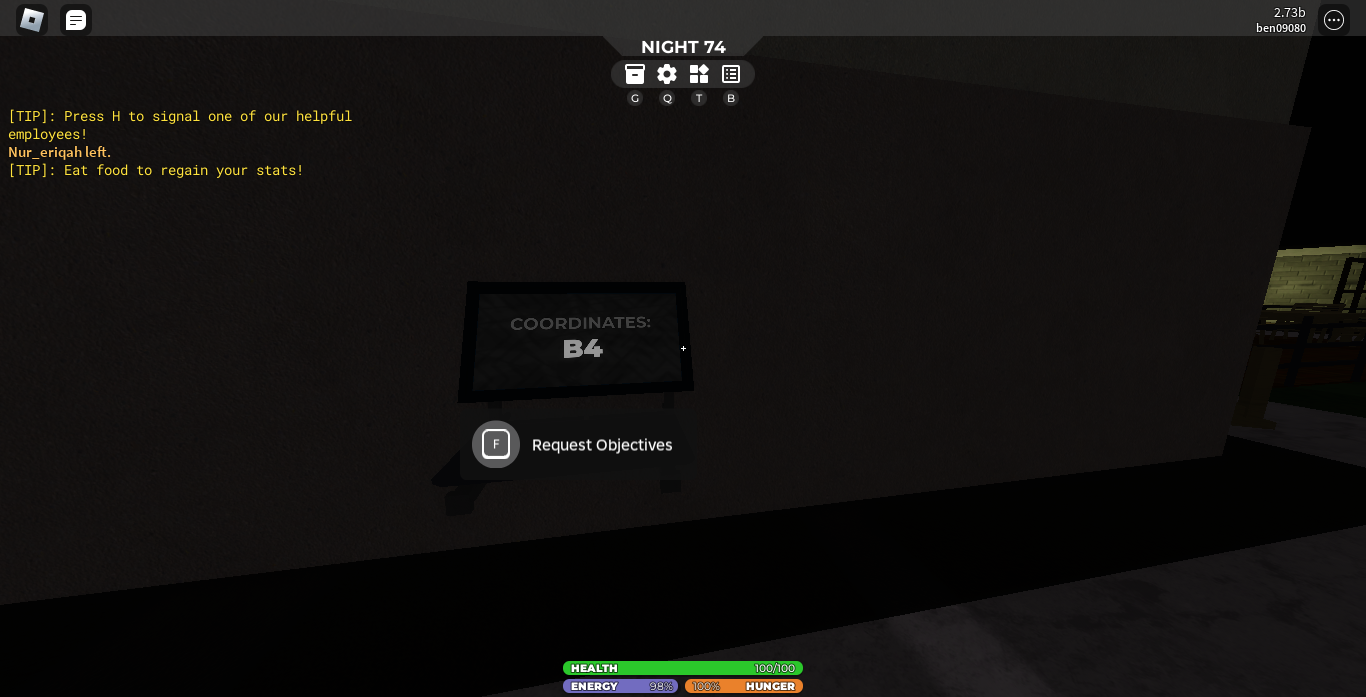 2.73b
ben09080
NIGHT 74
G Q T B
[TIP]: Press H to signal one of our helpful
employees!
Nur_eriqah left.
[TIP]: Eat food to regain your stats!
COORDINATES:
B4
F Request Objectives
HEALTH 100/100
ENERGY 98% 100% HUNGER